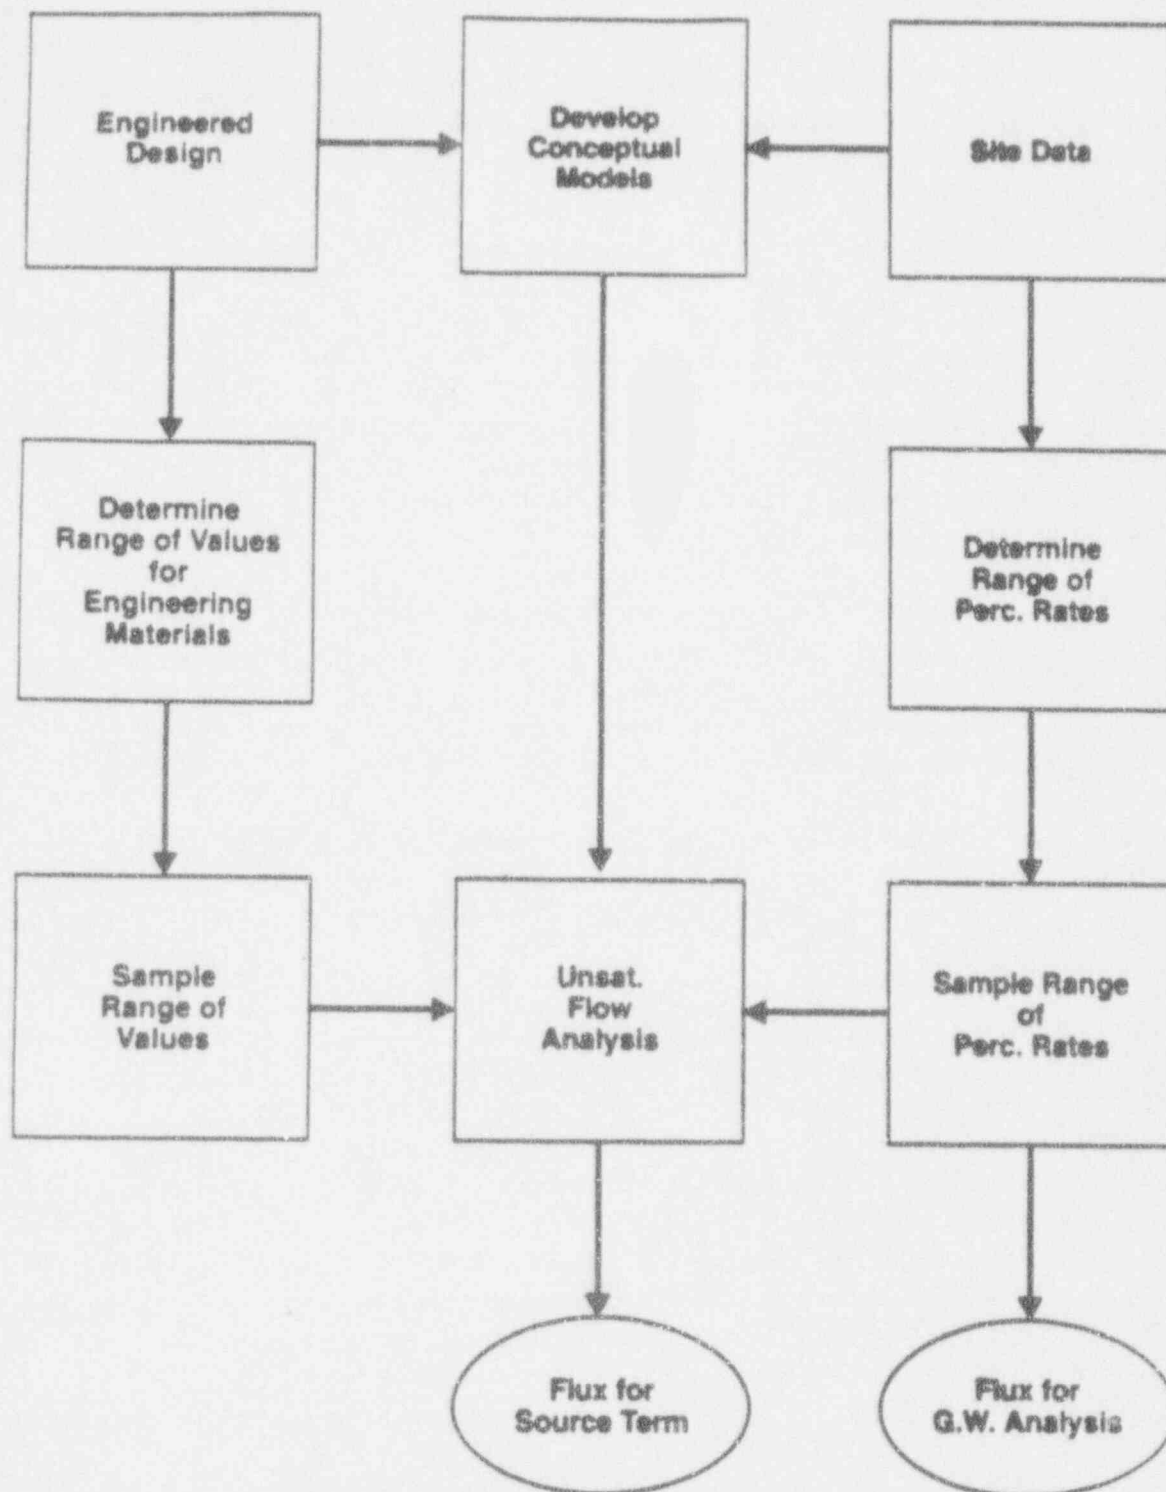 Engineered
Design
Develop
Conceptual
Models
Site Data
Determine
Range of Values
for
Engineering
Materials
Determine
Range of
Perc. Rates
Sample
Range of
Values
Unsat.
Flow
Analysis
Sample Range
of
Perc. Rates
Flux for
Source Term
Flux for
G.W. Analysis